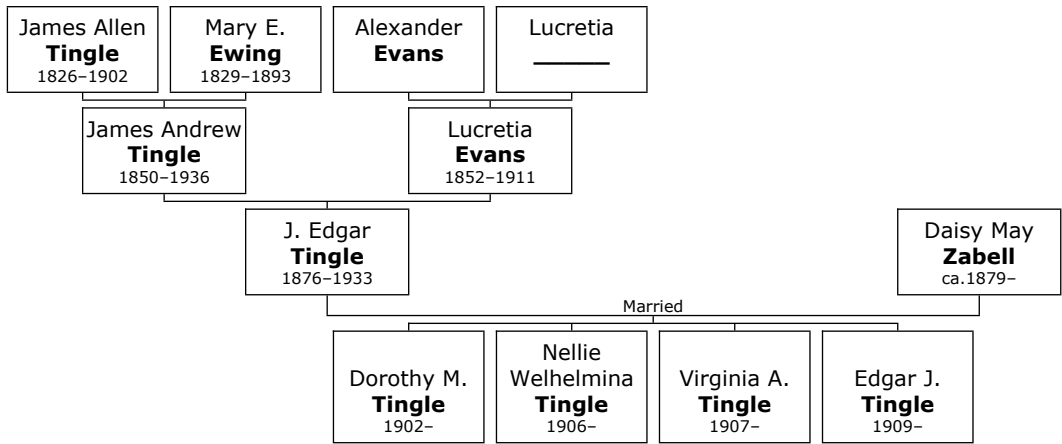 James Allen
Tingle
1826–1902
Mary E.
Ewing
1829–1893
Alexander
Evans
Lucretia
______
James Andrew
Tingle
1850–1936
Lucretia
Evans
1852–1911
J. Edgar
Tingle
1876–1933
Daisy May
Zabell
ca.1879–
Married
Dorothy M.
Tingle
1902–
Nellie
Welhelmina
Tingle
1906–
Virginia A.
Tingle
1907–
Edgar J.
Tingle
1909–